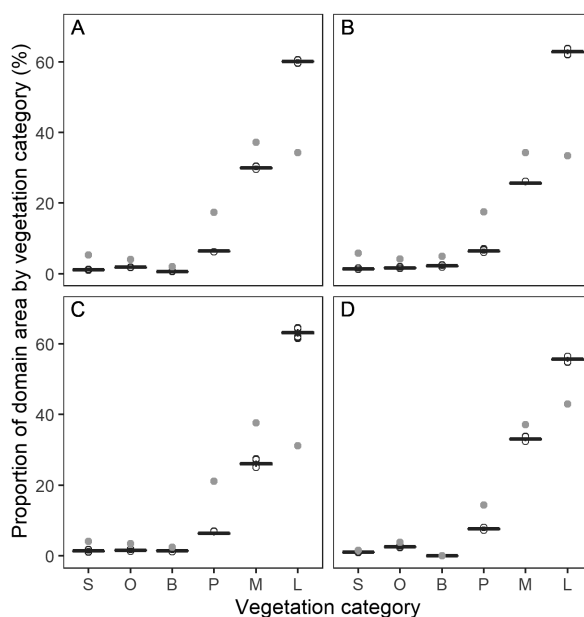 A
B
60
40
20
0
C
D
60
40
20
0
S O B P M L
S O B P M L
Vegetation category
Proportion of domain area by vegetation category (%)